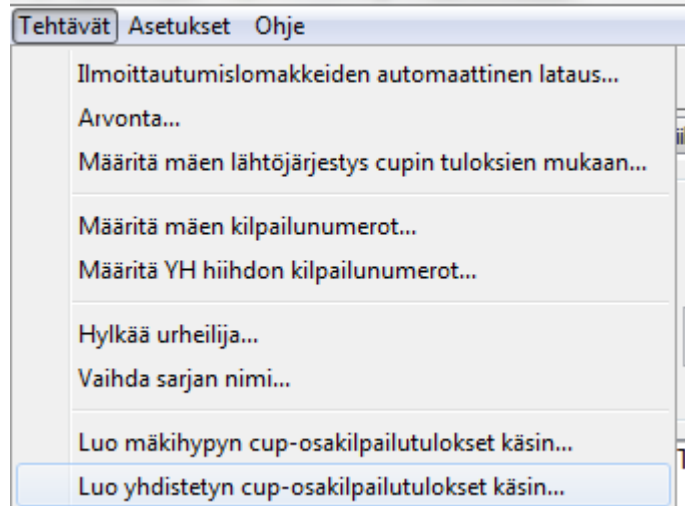 Tehtävät Asetukset Ohje
Ilmoittautumislomakkeiden automaattinen lataus...
Arvonta...
Määritä mäen lähtöjärjestys cupin tuloksien mukaan...
Määritä mäen kilpailunumerot...
Määritä YH hiihdon kilpailunumerot...
Hylkää urheilija...
Vaihda sarjan nimi...
Luo mäkihypyn cup-osakilpailutulokset käsin...
Luo yhdistetyn cup-osakilpailutulokset käsin...